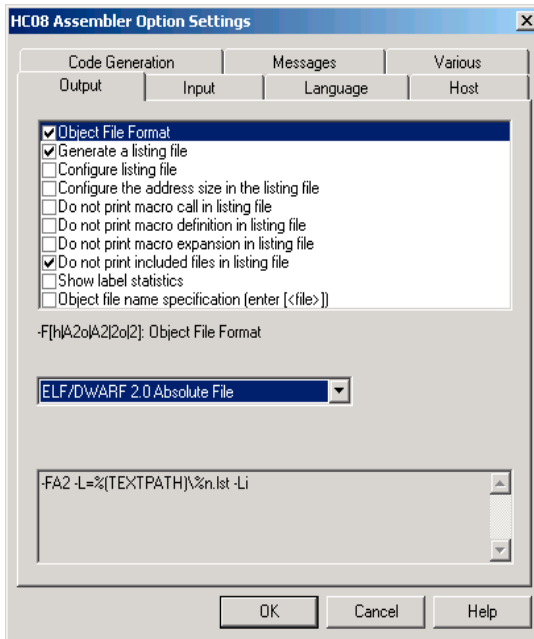 HC08 Assembler Option Settings
Code Generation
Messages
Various
Output
Input
Language
Host
Object File Format
Generate a listing file
Configure listing file
Configure the address size in the listing file
Do not print macro call in listing file
Do not print macro definition in listing file
Do not print macro expansion in listing file
Do not print included files in listing file
Show label statistics
Object file name specification (enter [<file>])
-F[h|A2o|A2|2o|2]: Object File Format
ELF/DWARF 2.0 Absolute File
-FA2 -L=%(TEXTPATH)\%n.lst -Li
OK
Cancel
Help